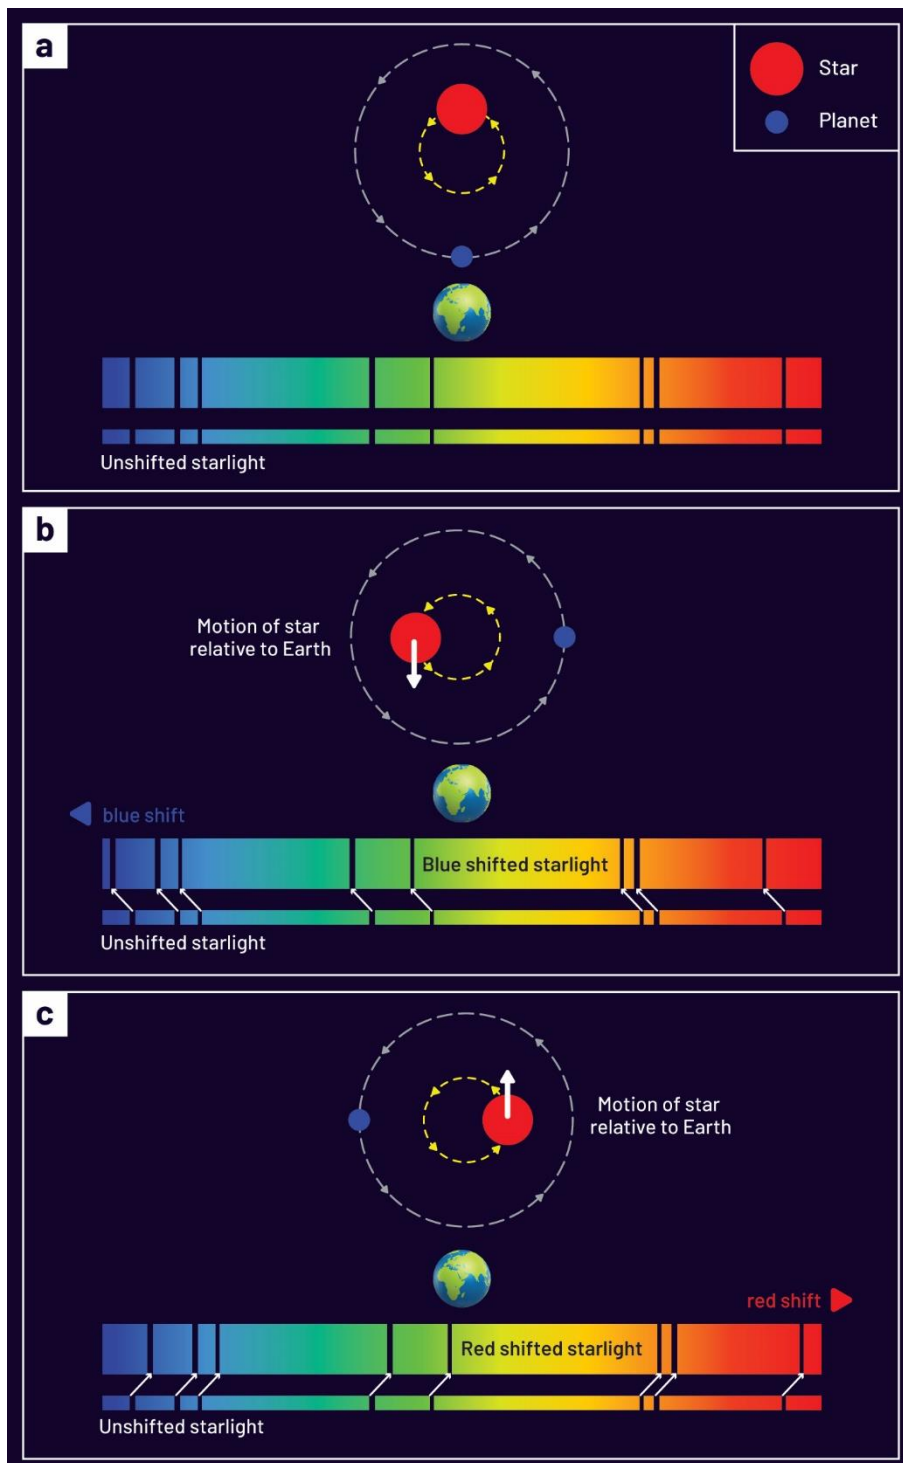 a
Star
Planet
Unshifted starlight
b
Motion of star
relative to Earth
blue shift
Blue shifted starlight
Unshifted starlight
c
Motion of star
relative to Earth
red shift
Red shifted starlight
Unshifted starlight